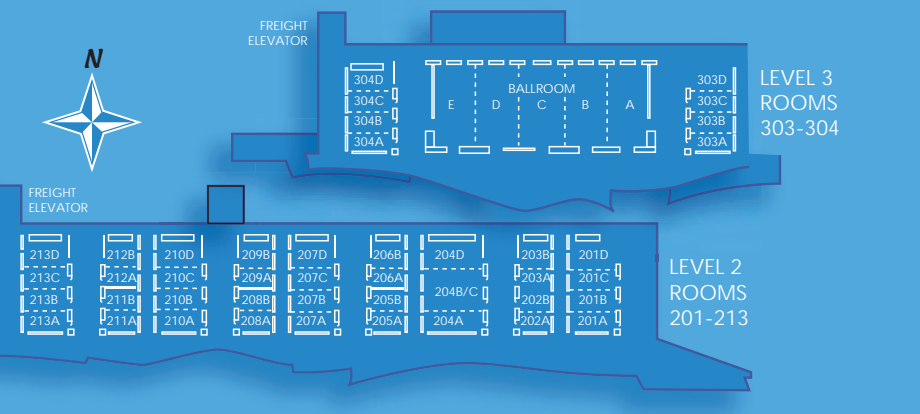 FREIGHT
ELEVATOR
N
304D
304C
304B
304A
BALLROOM
E D C B A
303D
303C
303B
303A
LEVEL 3
ROOMS
303-304
FREIGHT
ELEVATOR
213D 212B 210D 209B 207D 206B 204D 203B 201D
213C 212A 210C 209A 207C 206A 203A 201C
213B 211B 210B 208B 207B 205B 204B/C 202B 201B
213A 211A 210A 208A 207A 205A 204A 202A 201A
LEVEL 2
ROOMS
201-213